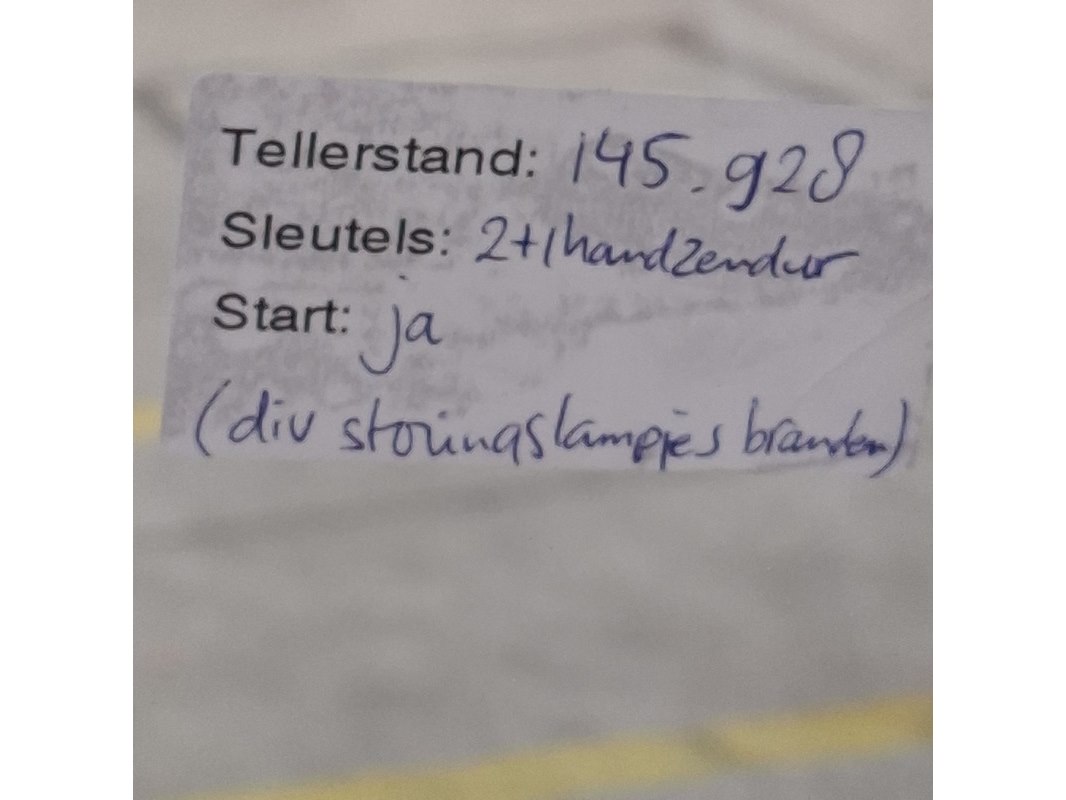 Tellerstand: 145.928
Sleutels: 2+1handzender
Start: ja
(div storingslampjes branden)